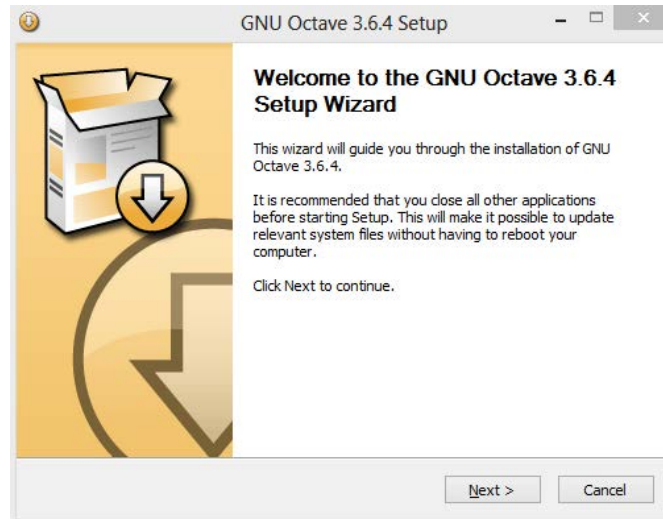 GNU Octave 3.6.4 Setup
Welcome to the GNU Octave 3.6.4
Setup Wizard
This wizard will guide you through the installation of GNU
Octave 3.6.4.
It is recommended that you close all other applications
before starting Setup. This will make it possible to update
relevant system files without having to reboot your
computer.
Click Next to continue.
Next >
Cancel